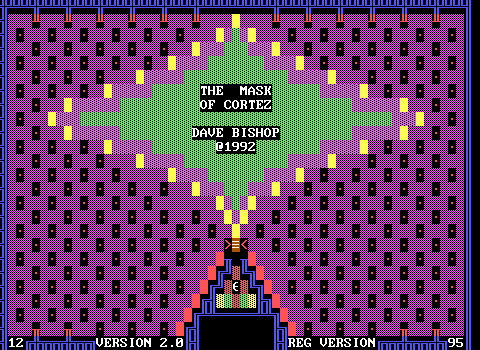 THE MASK
OF CORTEZ
DAVE BISHOP
@1992
12 VERSION 2.0 REG VERSION 95